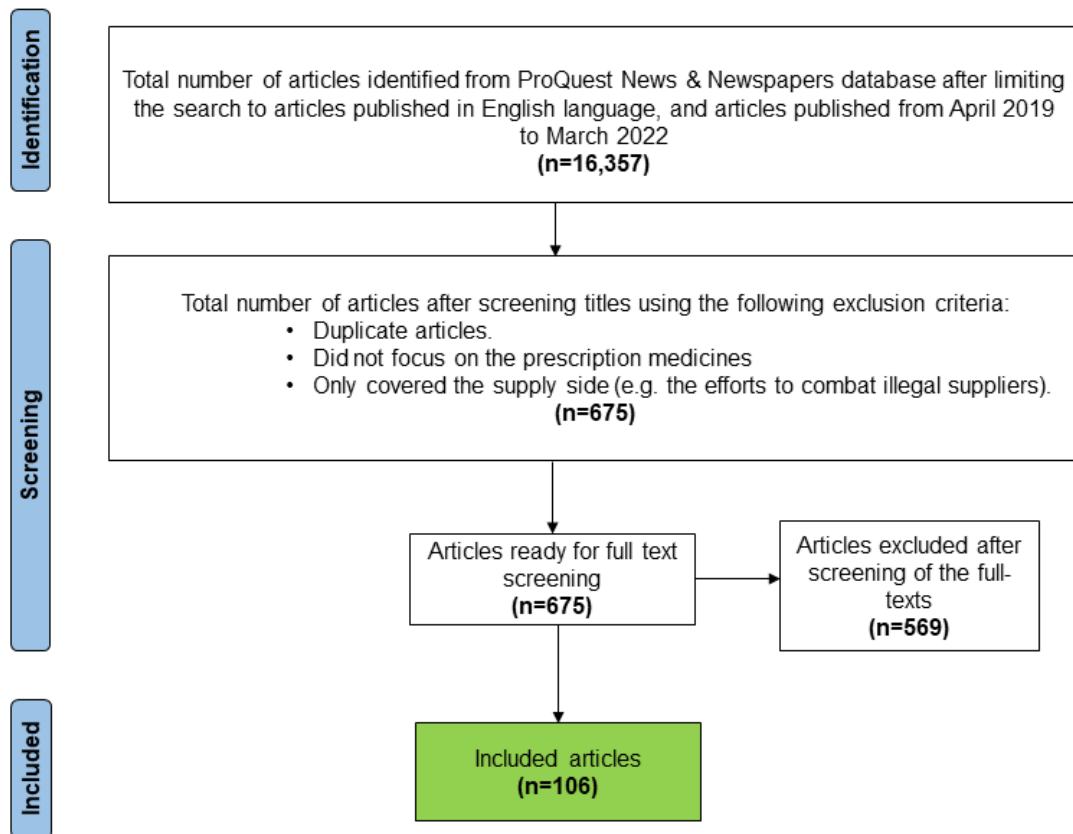 Identification
Total number of articles identified from ProQuest News & Newspapers database after limiting
the search to articles published in English language, and articles published from April 2019
to March 2022
(n=16,357)
Screening
Total number of articles after screening titles using the following exclusion criteria:
• Duplicate articles.
• Did not focus on the prescription medicines
• Only covered the supply side (e.g. the efforts to combat illegal suppliers).
(n=675)
Articles ready for full text
screening
(n=675)
Articles excluded after
screening of the full-
texts
(n=569)
Included
Included articles
(n=106)